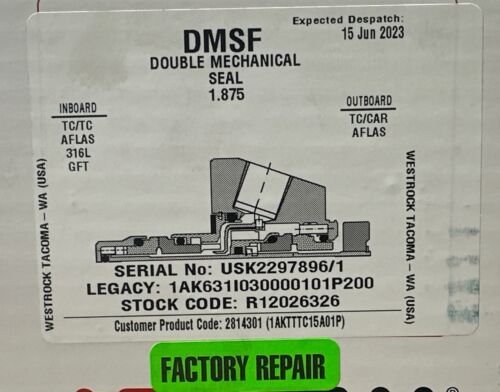 Expected Despatch:
15 Jun 2023
DMSF
DOUBLE MECHANICAL
SEAL
1.875
INBOARD
TC/TC
AFLAS
316L
GFT
OUTBOARD
TC/CAR
AFLAS
WESTROCK TACOMA – WA (USA)
WESTROCK TACOMA – WA (USA)
SERIAL No: USK2297896/1
LEGACY: 1AK631I030000101P200
STOCK CODE: R12026326
Customer Product Code: 2814301 (1AKTTTC15A01P)
FACTORY REPAIR